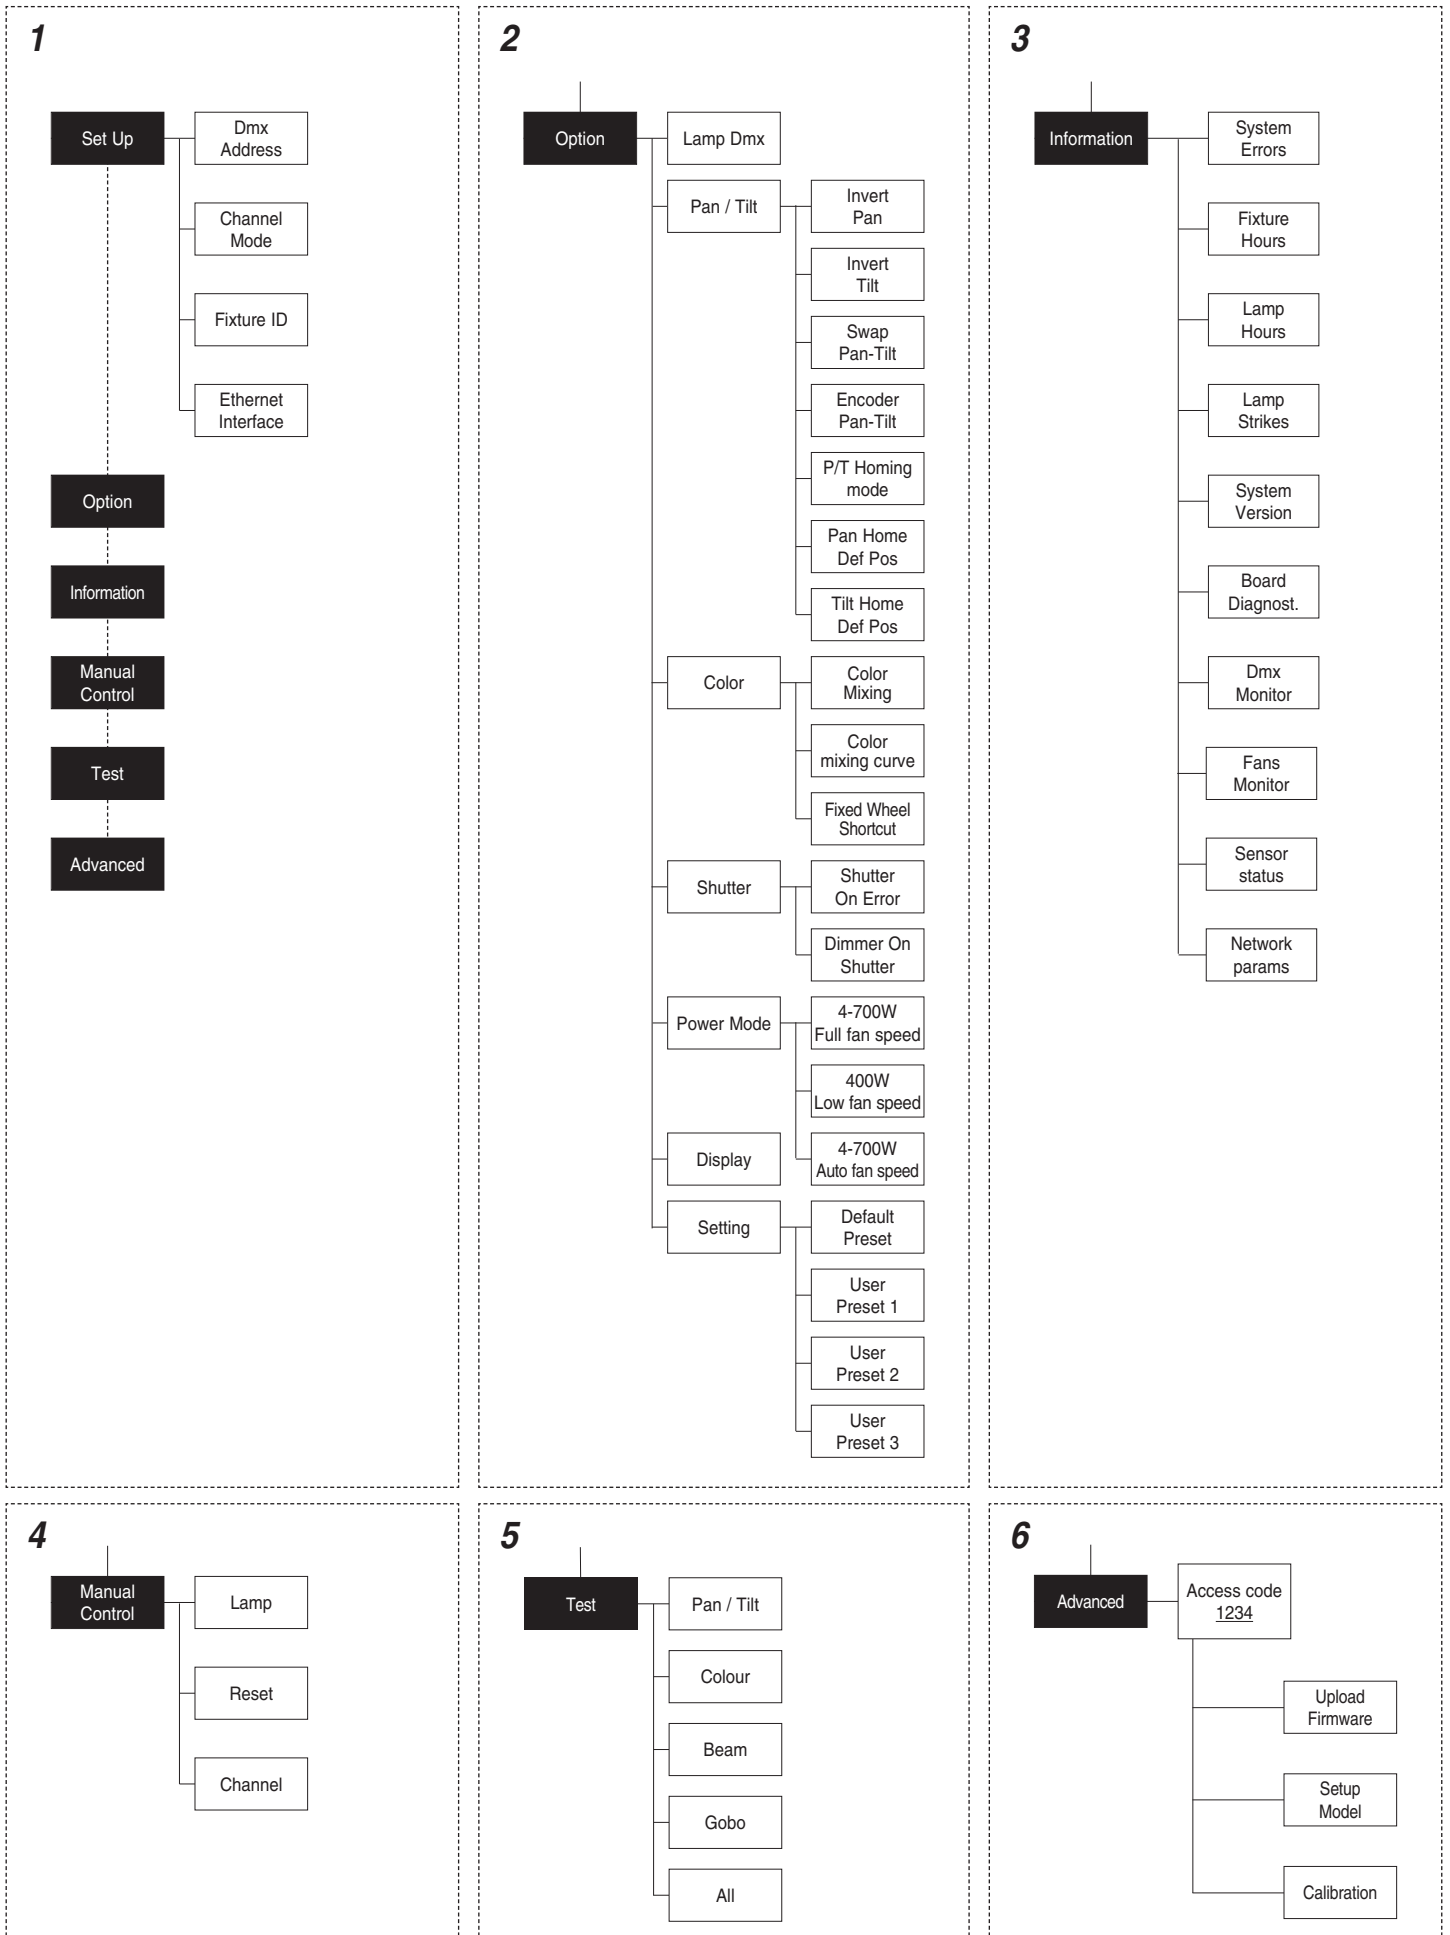 1
Set Up
Dmx
Address
Channel
Mode
Fixture ID
Ethernet
Interface
Option
Information
Manual
Control
Test
Advanced
2
Option
Lamp Dmx
Pan / Tilt
Invert
Pan
Invert
Tilt
Swap
Pan-Tilt
Encoder
Pan-Tilt
P/T Homing
mode
Pan Home
Def Pos
Tilt Home
Def Pos
Color
Color
Mixing
Color
mixing curve
Fixed Wheel
Shortcut
Shutter
Shutter
On Error
Dimmer On
Shutter
Power Mode
4-700W
Full fan speed
400W
Low fan speed
4-700W
Auto fan speed
Display
Setting
Default
Preset
User
Preset 1
User
Preset 2
User
Preset 3
3
Information
System
Errors
Fixture
Hours
Lamp
Hours
Lamp
Strikes
System
Version
Board
Diagnost.
Dmx
Monitor
Fans
Monitor
Sensor
status
Network
params
4
Manual
Control
Lamp
Reset
Channel
5
Test
Pan / Tilt
Colour
Beam
Gobo
All
6
Advanced
Access code
1234
Upload
Firmware
Setup
Model
Calibration